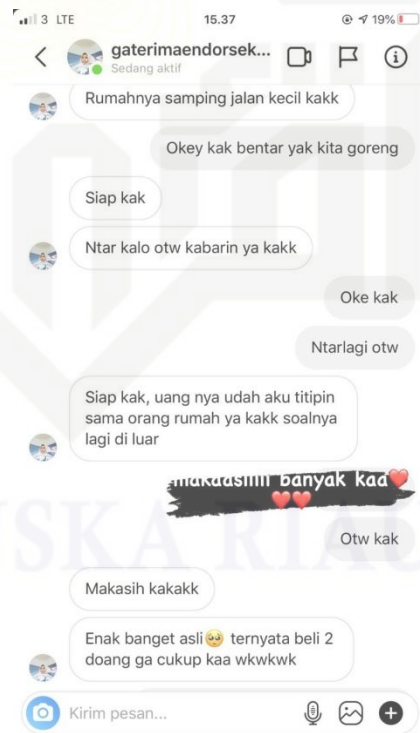 3 LTE 15.37 19%
gaterimaendorsek...
Sedang aktif
Rumahnya samping jalan kecil kakk
Okey kak bentar yak kita goreng
Siap kak
Ntar kalo otw kabarin ya kakk
Oke kak
Ntarlagi otw
Siap kak, uang nya udah aku titipin
sama orang rumah ya kakk soalnya
lagi di luar
banyak kaa❤️
❤️❤️
Otw kak
Makasih kakakk
Enak banget asli🥺 ternyata beli 2
doang ga cukup kaa wkwkwk
Kirim pesan...
SKA RIAU